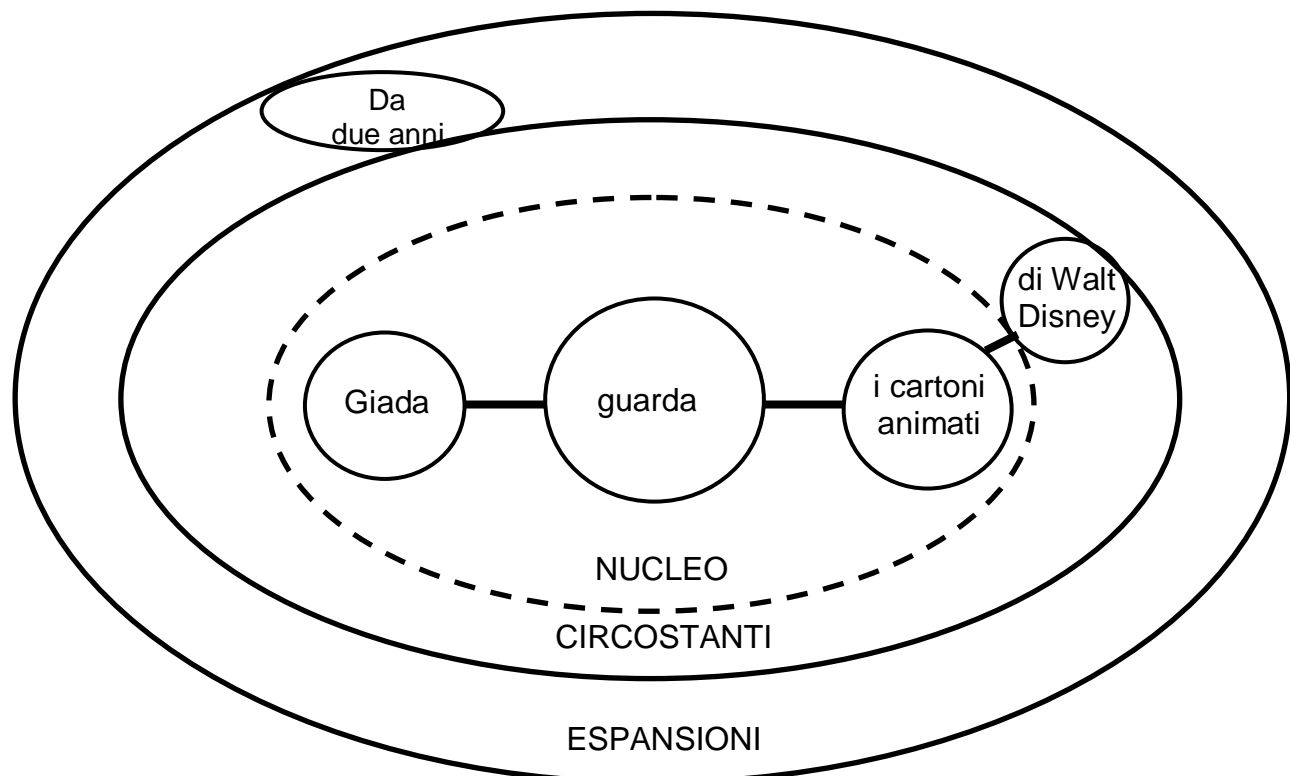 Da
due anni
di Walt
Disney
Giada
guarda
i cartoni
animati
NUCLEO
CIRCOSTANTI
ESPANSIONI